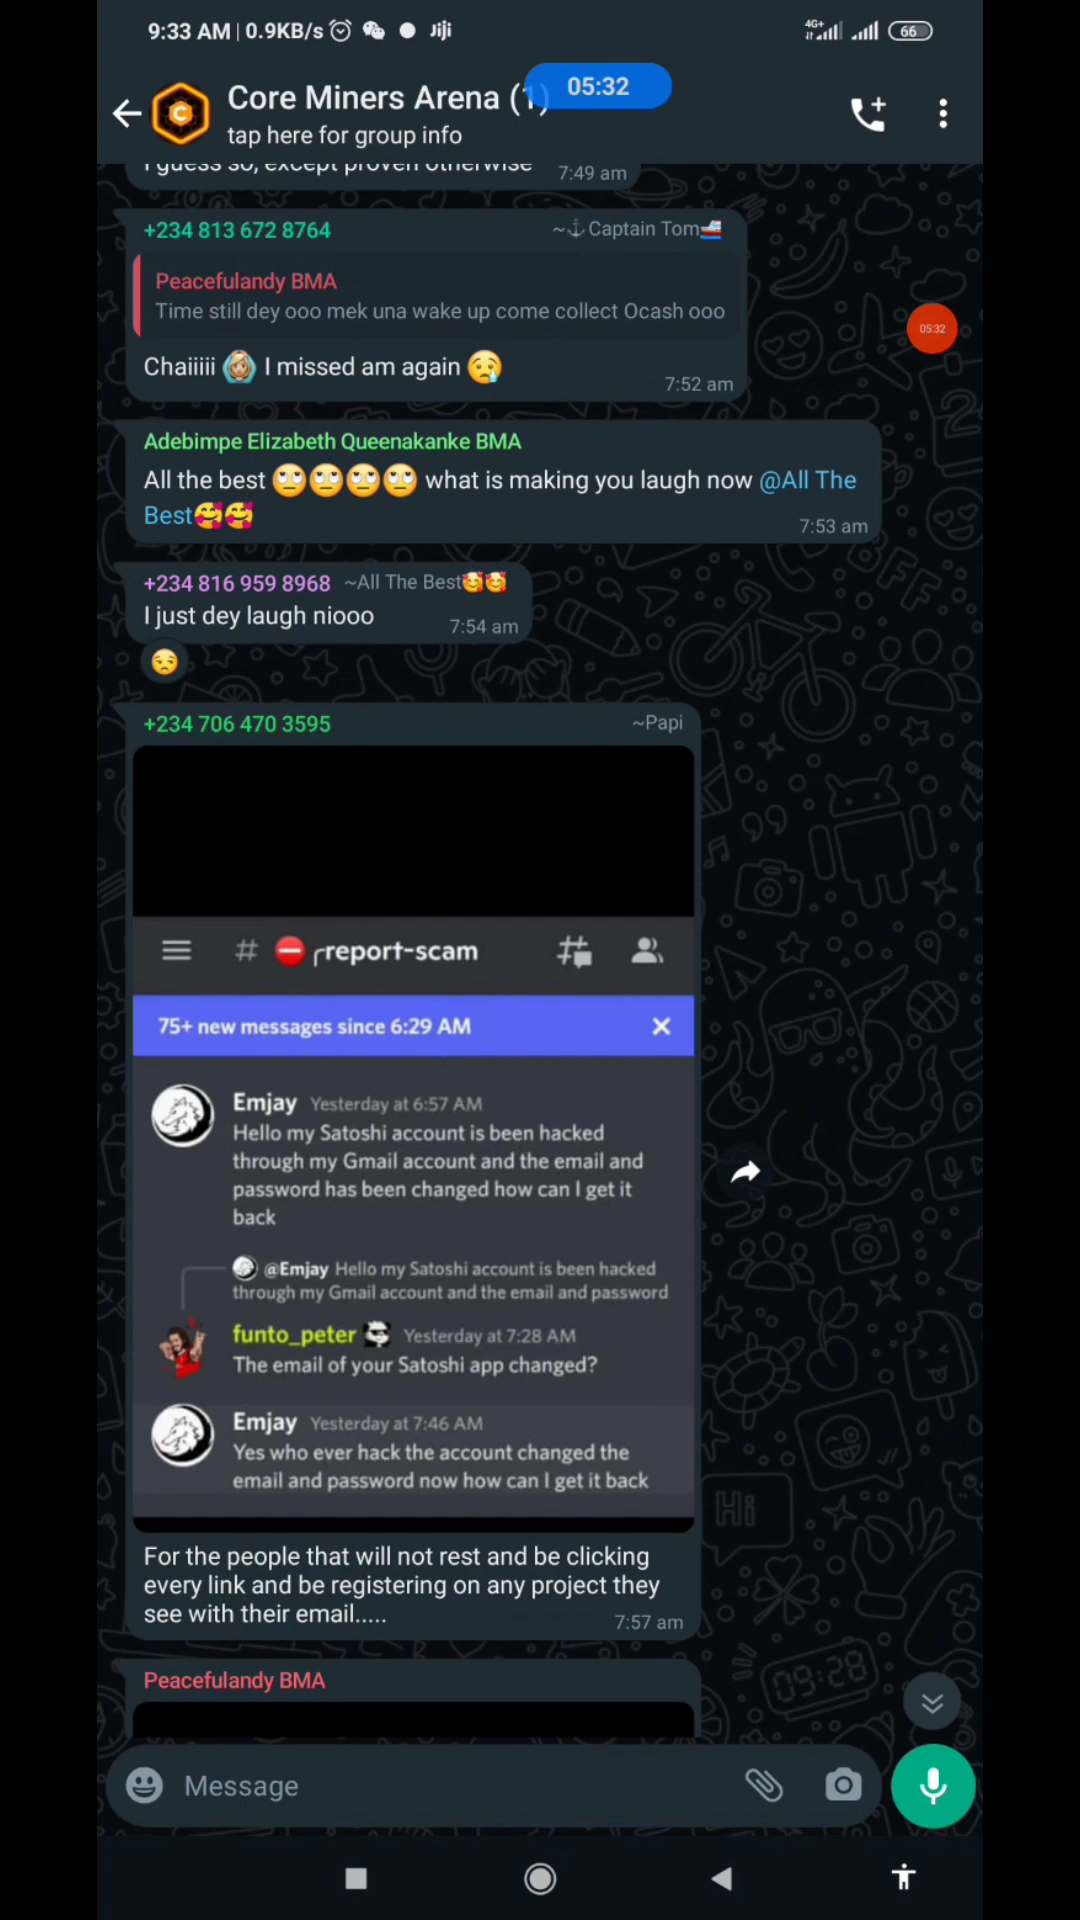 9:33 AM | 0.9KB/s Jiji
4G+ 66
Core Miners Arena (1)
05:32
tap here for group info
I guess so, except proven otherwise 7:49 am
+234 813 672 8764 ~⚓Captain Tom🚤
Peacefulandy BMA
Time still dey ooo mek una wake up come collect Ocash ooo
05:32
Chaiiiii 🙆🏼‍♀️ I missed am again 😢
7:52 am
Adebimpe Elizabeth Queenakanke BMA
All the best 🙄🙄🙄🙄 what is making you laugh now @All The
Best🥰🥰
7:53 am
+234 816 959 8968 ~All The Best🥰🥰
I just dey laugh niooo 7:54 am
😒
+234 706 470 3595 ~Papi
# ⛔ ╭report-scam
75+ new messages since 6:29 AM X
Emjay Yesterday at 6:57 AM
Hello my Satoshi account is been hacked
through my Gmail account and the email and
password has been changed how can I get it
back
@Emjay Hello my Satoshi account is been hacked
through my Gmail account and the email and password
funto_peter 🐼 Yesterday at 7:28 AM
The email of your Satoshi app changed?
Emjay Yesterday at 7:46 AM
Yes who ever hack the account changed the
email and password now how can I get it back
For the people that will not rest and be clicking
every link and be registering on any project they
see with their email.....
7:57 am
Peacefulandy BMA
Message